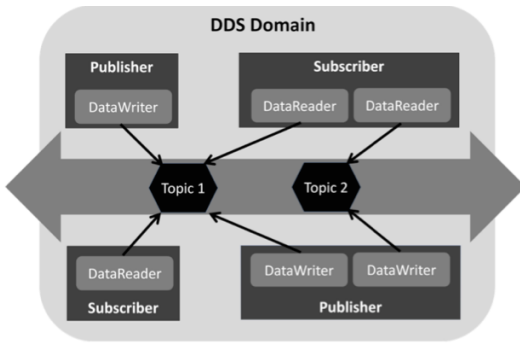 DDS Domain
Publisher
DataWriter
Subscriber
DataReader
DataReader
Topic 1
Topic 2
DataReader
Subscriber
DataWriter
DataWriter
Publisher